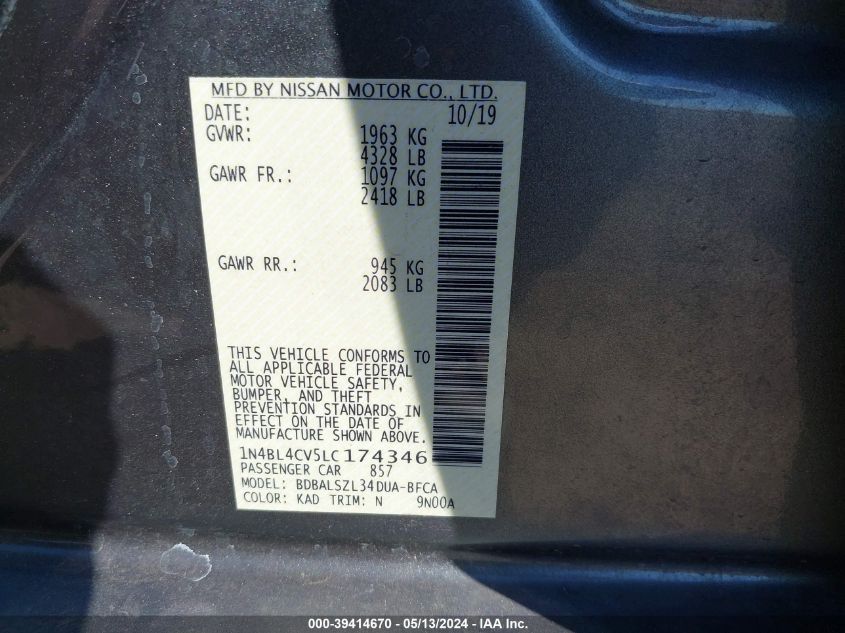 MFD BY NISSAN MOTOR CO., LTD.
DATE: 10/19
GVWR: 1963 KG
4328 LB
GAWR FR.: 1097 KG
2418 LB
GAWR RR.: 945 KG
2083 LB
THIS VEHICLE CONFORMS TO
ALL APPLICABLE FEDERAL
MOTOR VEHICLE SAFETY,
BUMPER, AND THEFT
PREVENTION STANDARDS IN
EFFECT ON THE DATE OF
MANUFACTURE SHOWN ABOVE.
1N4BL4CV5LC174346
PASSENGER CAR 857
MODEL: BDBALSZL34DUA-BFCA
COLOR: KAD TRIM: N 9N00A
000-39414670 - 05/13/2024 - IAA Inc.